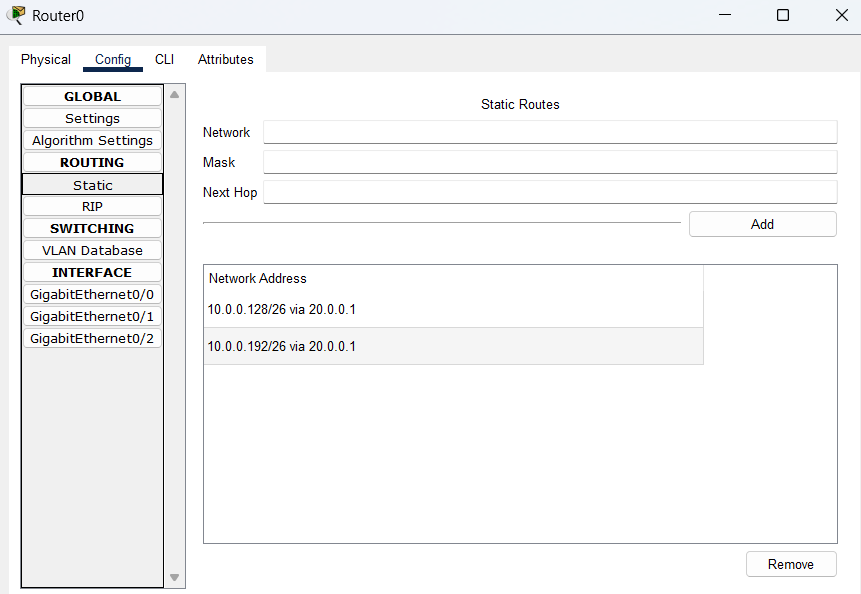 Router0
Physical Config CLI Attributes
GLOBAL
Settings
Algorithm Settings
ROUTING
Static
RIP
SWITCHING
VLAN Database
INTERFACE
GigabitEthernet0/0
GigabitEthernet0/1
GigabitEthernet0/2
Static Routes
Network
Mask
Next Hop
Add
Network Address
10.0.0.128/26 via 20.0.0.1
10.0.0.192/26 via 20.0.0.1
Remove